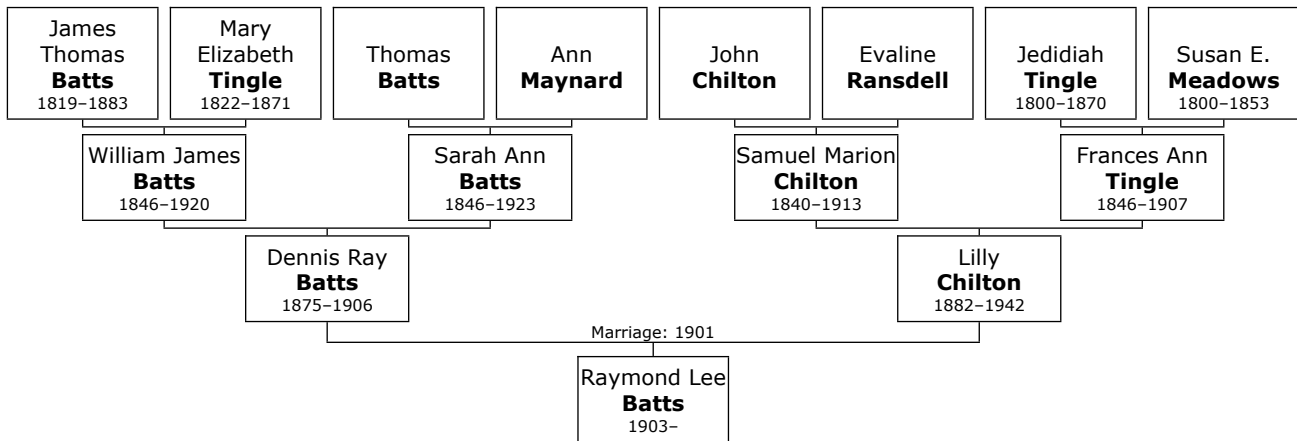 James
Thomas
Batts
1819–1883
Mary
Elizabeth
Tingle
1822–1871
Thomas
Batts
Ann
Maynard
John
Chilton
Evaline
Ransdell
Jedidiah
Tingle
1800–1870
Susan E.
Meadows
1800–1853
William James
Batts
1846–1920
Sarah Ann
Batts
1846–1923
Samuel Marion
Chilton
1840–1913
Frances Ann
Tingle
1846–1907
Dennis Ray
Batts
1875–1906
Lilly
Chilton
1882–1942
Marriage: 1901
Raymond Lee
Batts
1903–